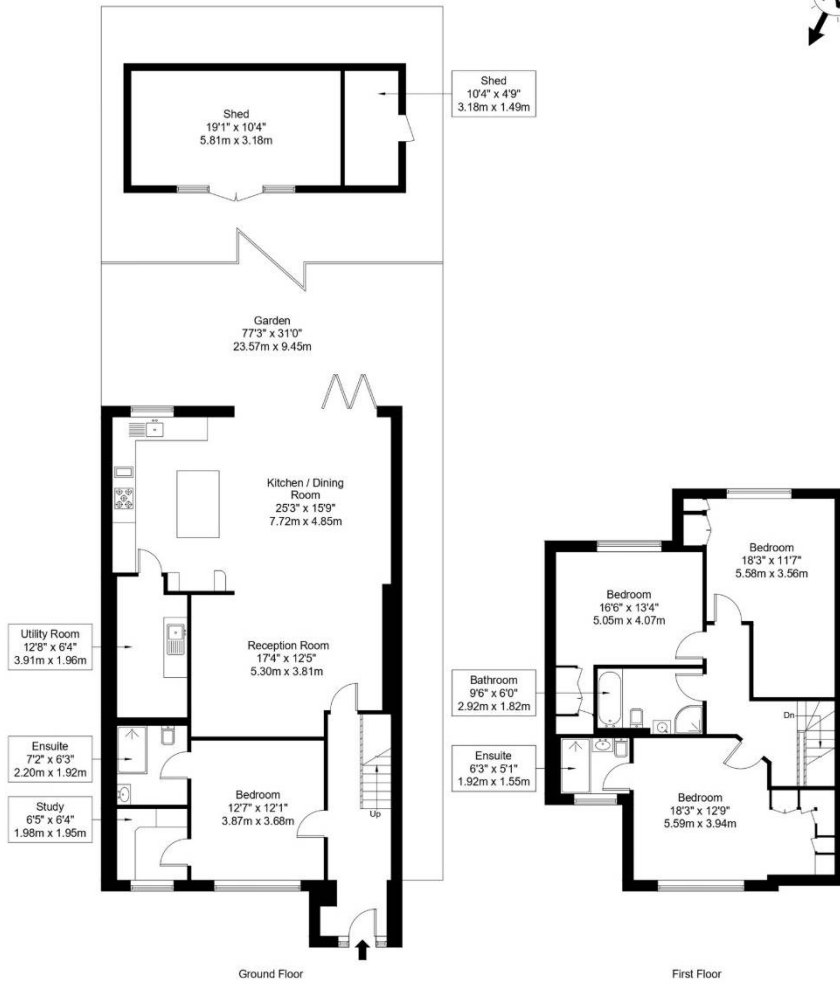 Shed
10'4" x 4'9"
3.18m x 1.49m
Shed
19'1" x 10'4"
5.81m x 3.18m
Garden
77'3" x 31'0"
23.57m x 9.45m
Kitchen / Dining
Room
25'3" x 15'9"
7.72m x 4.85m
Utility Room
12'8" x 6'4"
3.91m x 1.96m
Reception Room
17'4" x 12'5"
5.30m x 3.81m
Ensuite
7'2" x 6'3"
2.20m x 1.92m
Study
6'5" x 6'4"
1.98m x 1.95m
Bedroom
12'7" x 12'1"
3.87m x 3.68m
Up
Ground Floor
Bedroom
18'3" x 11'7"
5.58m x 3.56m
Bedroom
16'6" x 13'4"
5.05m x 4.07m
Bathroom
9'6" x 6'0"
2.92m x 1.82m
Dn
Ensuite
6'3" x 5'1"
1.92m x 1.55m
Bedroom
18'3" x 12'9"
5.59m x 3.94m
First Floor